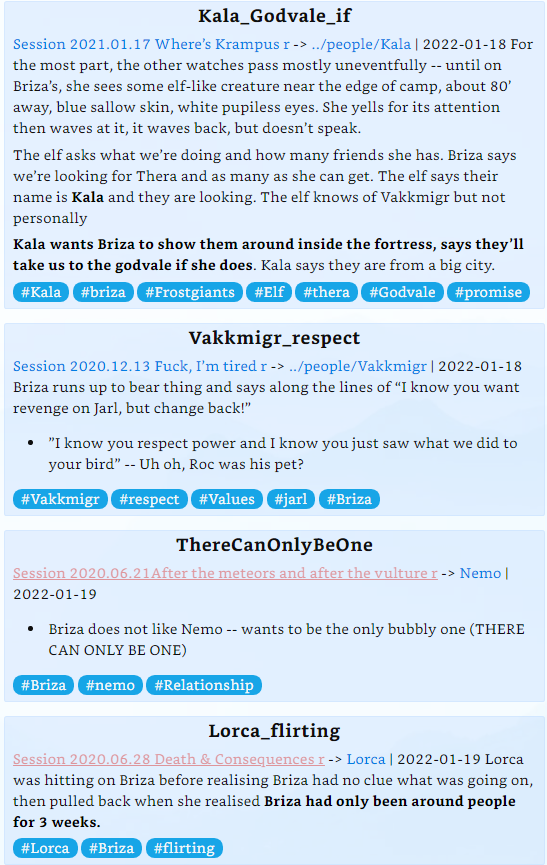 Kala_Godvale_if
Session 2021.01.17 Where’s Krampus r -> ../people/Kala | 2022-01-18 For
the most part, the other watches pass mostly uneventfully -- until on
Briza’s, she sees some elf-like creature near the edge of camp, about 80’
away, blue sallow skin, white pupiless eyes. She yells for its attention
then waves at it, it waves back, but doesn’t speak.
The elf asks what we’re doing and how many friends she has. Briza says
we’re looking for Thera and as many as she can get. The elf says their
name is Kala and they are looking. The elf knows of Vakkmigr but not
personally
Kala wants Briza to show them around inside the fortress, says they’ll
take us to the godvale if she does. Kala says they are from a big city.
#Kala #briza #Frostgiants #Elf #thera #Godvale #promise
Vakkmigr_respect
Session 2020.12.13 Fuck, I’m tired r -> ../people/Vakkmigr | 2022-01-18
Briza runs up to bear thing and says along the lines of “I know you want
revenge on Jarl, but change back!”
• ”I know you respect power and I know you just saw what we did to
your bird” -- Uh oh, Roc was his pet?
#Vakkmigr #respect #Values #jarl #Briza
ThereCanOnlyBeOne
Session 2020.06.21After the meteors and after the vulture r -> Nemo |
2022-01-19
• Briza does not like Nemo -- wants to be the only bubbly one (THERE
CAN ONLY BE ONE)
#Briza #nemo #Relationship
Lorca_flirting
Session 2020.06.28 Death & Consequences r -> Lorca | 2022-01-19 Lorca
was hitting on Briza before realising Briza had no clue what was going on,
then pulled back when she realised Briza had only been around people
for 3 weeks.
#Lorca #Briza #flirting